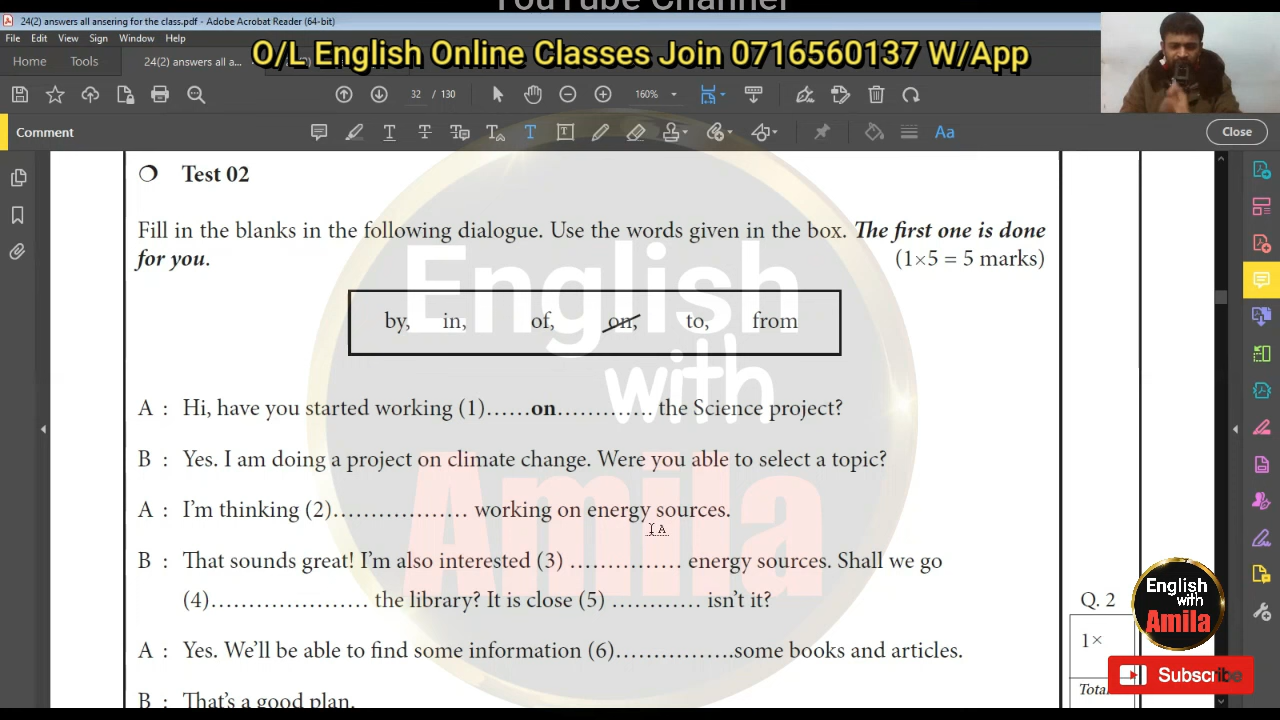 YouTube Channel
24(2) answers all ansering for the class.pdf - Adobe Acrobat Reader (64-bit)
File Edit View Sign Window Help
O/L English Online Classes Join 0716560137 W/App
Home Tools 24(2) answers all a...
32 / 130 160%
Comment Close
Test 02
Fill in the blanks in the following dialogue. Use the words given in the box. The first one is done
for you. (1×5 = 5 marks)
by, in, of, on, to, from
A : Hi, have you started working (1)......on............. the Science project?
B : Yes. I am doing a project on climate change. Were you able to select a topic?
A : I'm thinking (2).................. working on energy sources.
B : That sounds great! I'm also interested (3) ............... energy sources. Shall we go
(4)..................... the library? It is close (5) ............ isn't it?
A : Yes. We'll be able to find some information (6)................some books and articles.
B : That's a good plan.
Q. 2
1×
Total
English
with
Amila
English
with
Amila
Subscribe